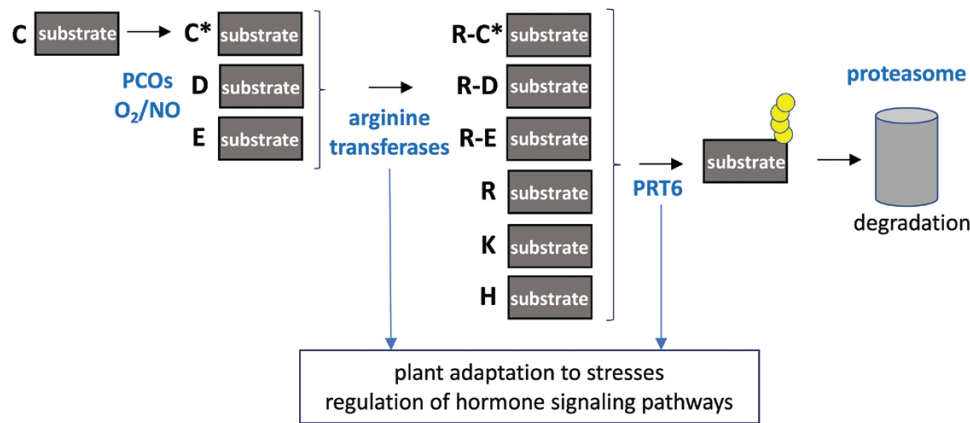 C substrate
C* substrate
D substrate
E substrate
PCOs
O₂/NO
arginine
transferases
R-C* substrate
R-D substrate
R-E substrate
R substrate
K substrate
H substrate
PRT6
substrate
proteasome
degradation
plant adaptation to stresses
regulation of hormone signaling pathways